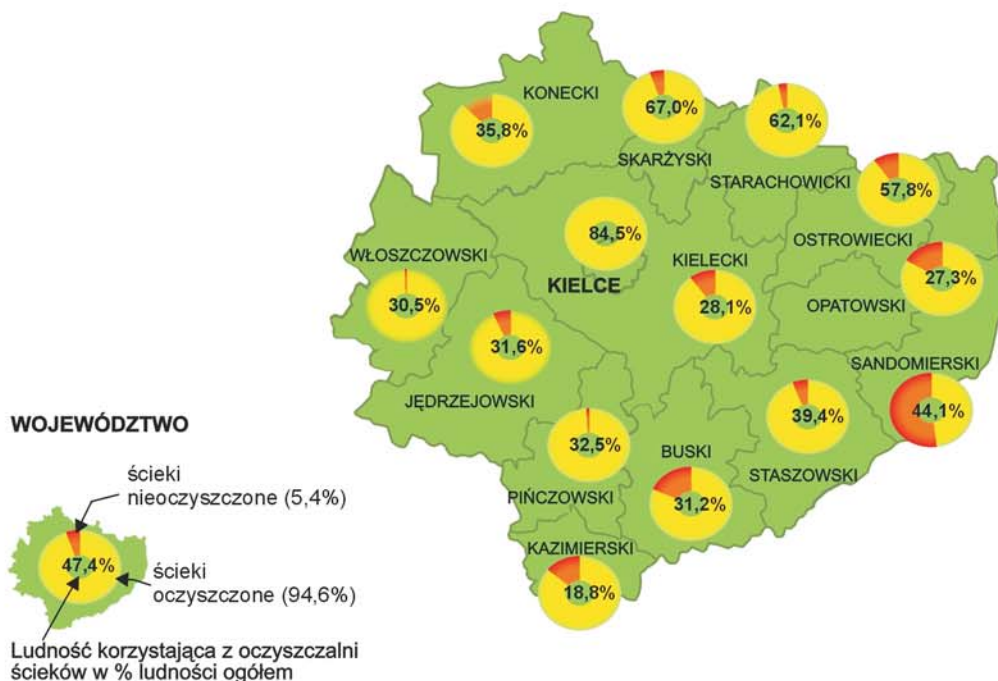 KONECKI
35,8%
67,0%
SKARŻYSKI
62,1%
STARACHOWICKI
57,8%
OSTROWIECKI
84,5%
KIELCE
KIELECKI
28,1%
27,3%
OPATOWSKI
WŁOSZCZOWSKI
30,5%
31,6%
JĘDRZEJOWSKI
SANDOMIERSKI
44,1%
39,4%
STASZOWSKI
32,5%
PIŃCZOWSKI
BUSKI
31,2%
KAZIMIERSKI
18,8%
WOJEWÓDZTWO
ścieki
nieoczyszczone (5,4%)
47,4%
ścieki
oczyszczone (94,6%)
Ludność korzystająca z oczyszczalni
ścieków w % ludności ogółem